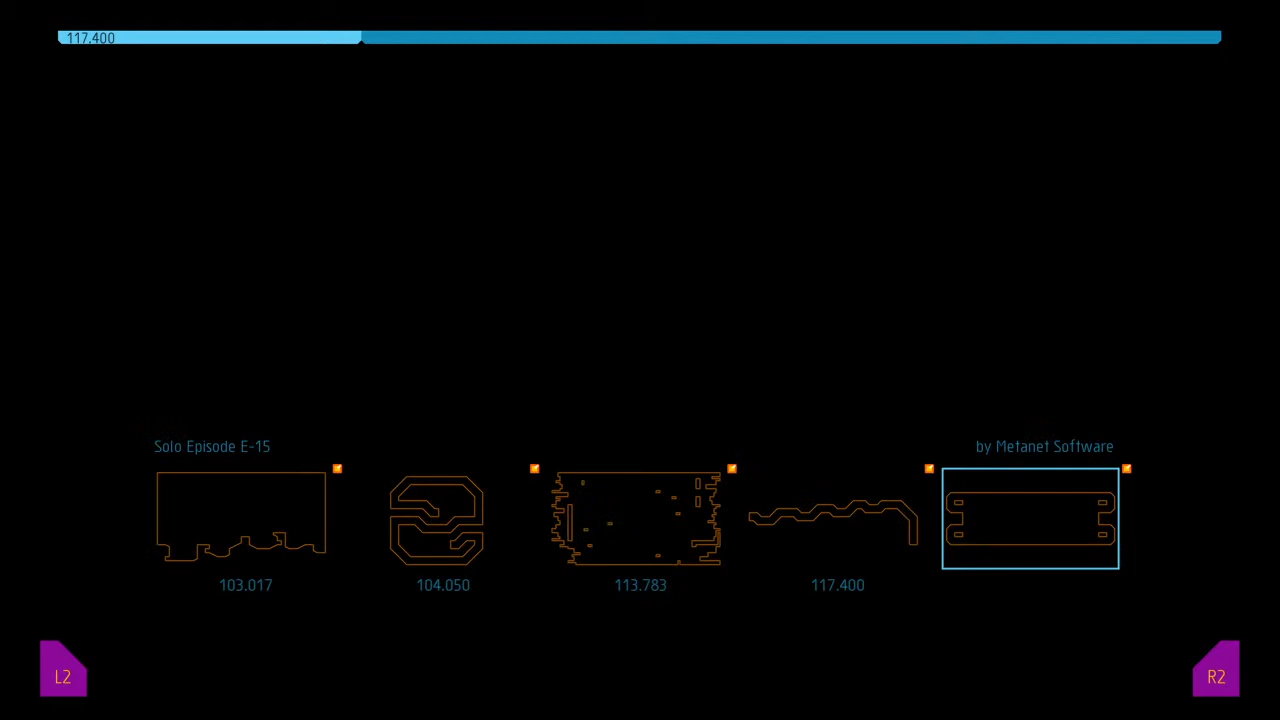 117.400
Solo Episode E-15
by Metanet Software
103.017
104.050
113.783
117.400
L2
R2